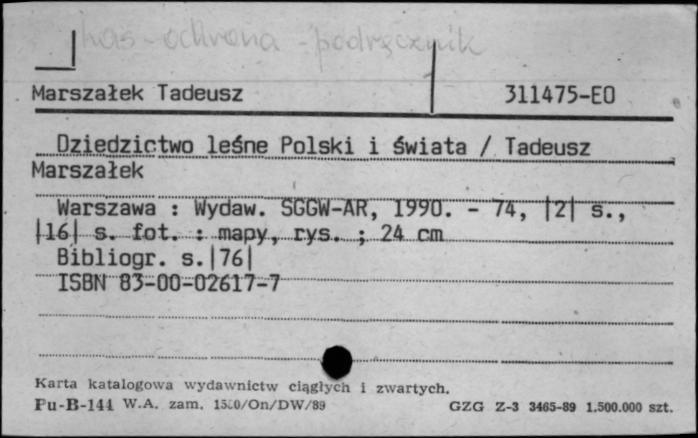 las - ochrona - podręcznik
Marszałek Tadeusz 311475-EO
Dziedzictwo leśne Polski i świata / Tadeusz
Marszałek
Warszawa : Wydaw. SGGW-AR, 1990. - 74, |2| s.,
|16| s. fot. : mapy, rys. ; 24 cm
Bibliogr. s.|76|
ISBN 83-00-02617-7
Karta katalogowa wydawnictw ciągłych i zwartych.
Pu-B-144 W.A. zam. /On/DW/89 GZG Z-3 3465-89 1.500.000 szt.